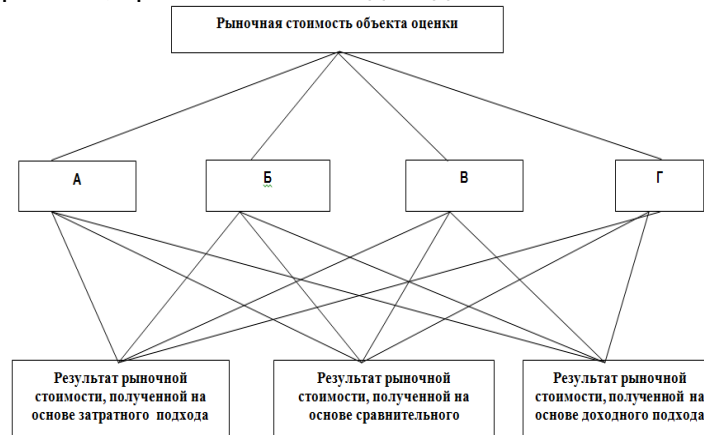 Рыночная стоимость объекта оценки
А
Б
В
Г
Результат рыночной
стоимости, полученной на
основе затратного подхода
Результат рыночной
стоимости, полученной на
основе сравнительного
Результат рыночной
стоимости, полученной на
основе доходного подхода